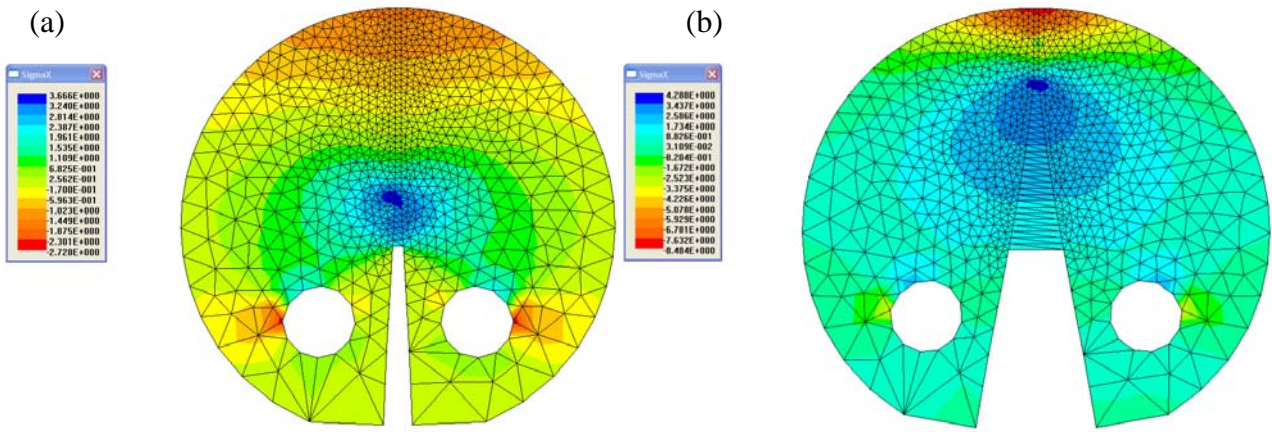 (a)
(b)
SigmaX
3.666E+000
3.240E+000
2.814E+000
2.387E+000
1.961E+000
1.535E+000
1.109E+000
6.825E-001
2.562E-001
-1.700E-001
-5.963E-001
-1.023E+000
-1.449E+000
-1.875E+000
-2.301E+000
-2.728E+000
SigmaX
4.288E+000
3.437E+000
2.586E+000
1.734E+000
8.826E-001
3.109E-002
-8.204E-001
-1.672E+000
-2.523E+000
-3.375E+000
-4.226E+000
-5.078E+000
-5.929E+000
-6.781E+000
-7.632E+000
-8.484E+000